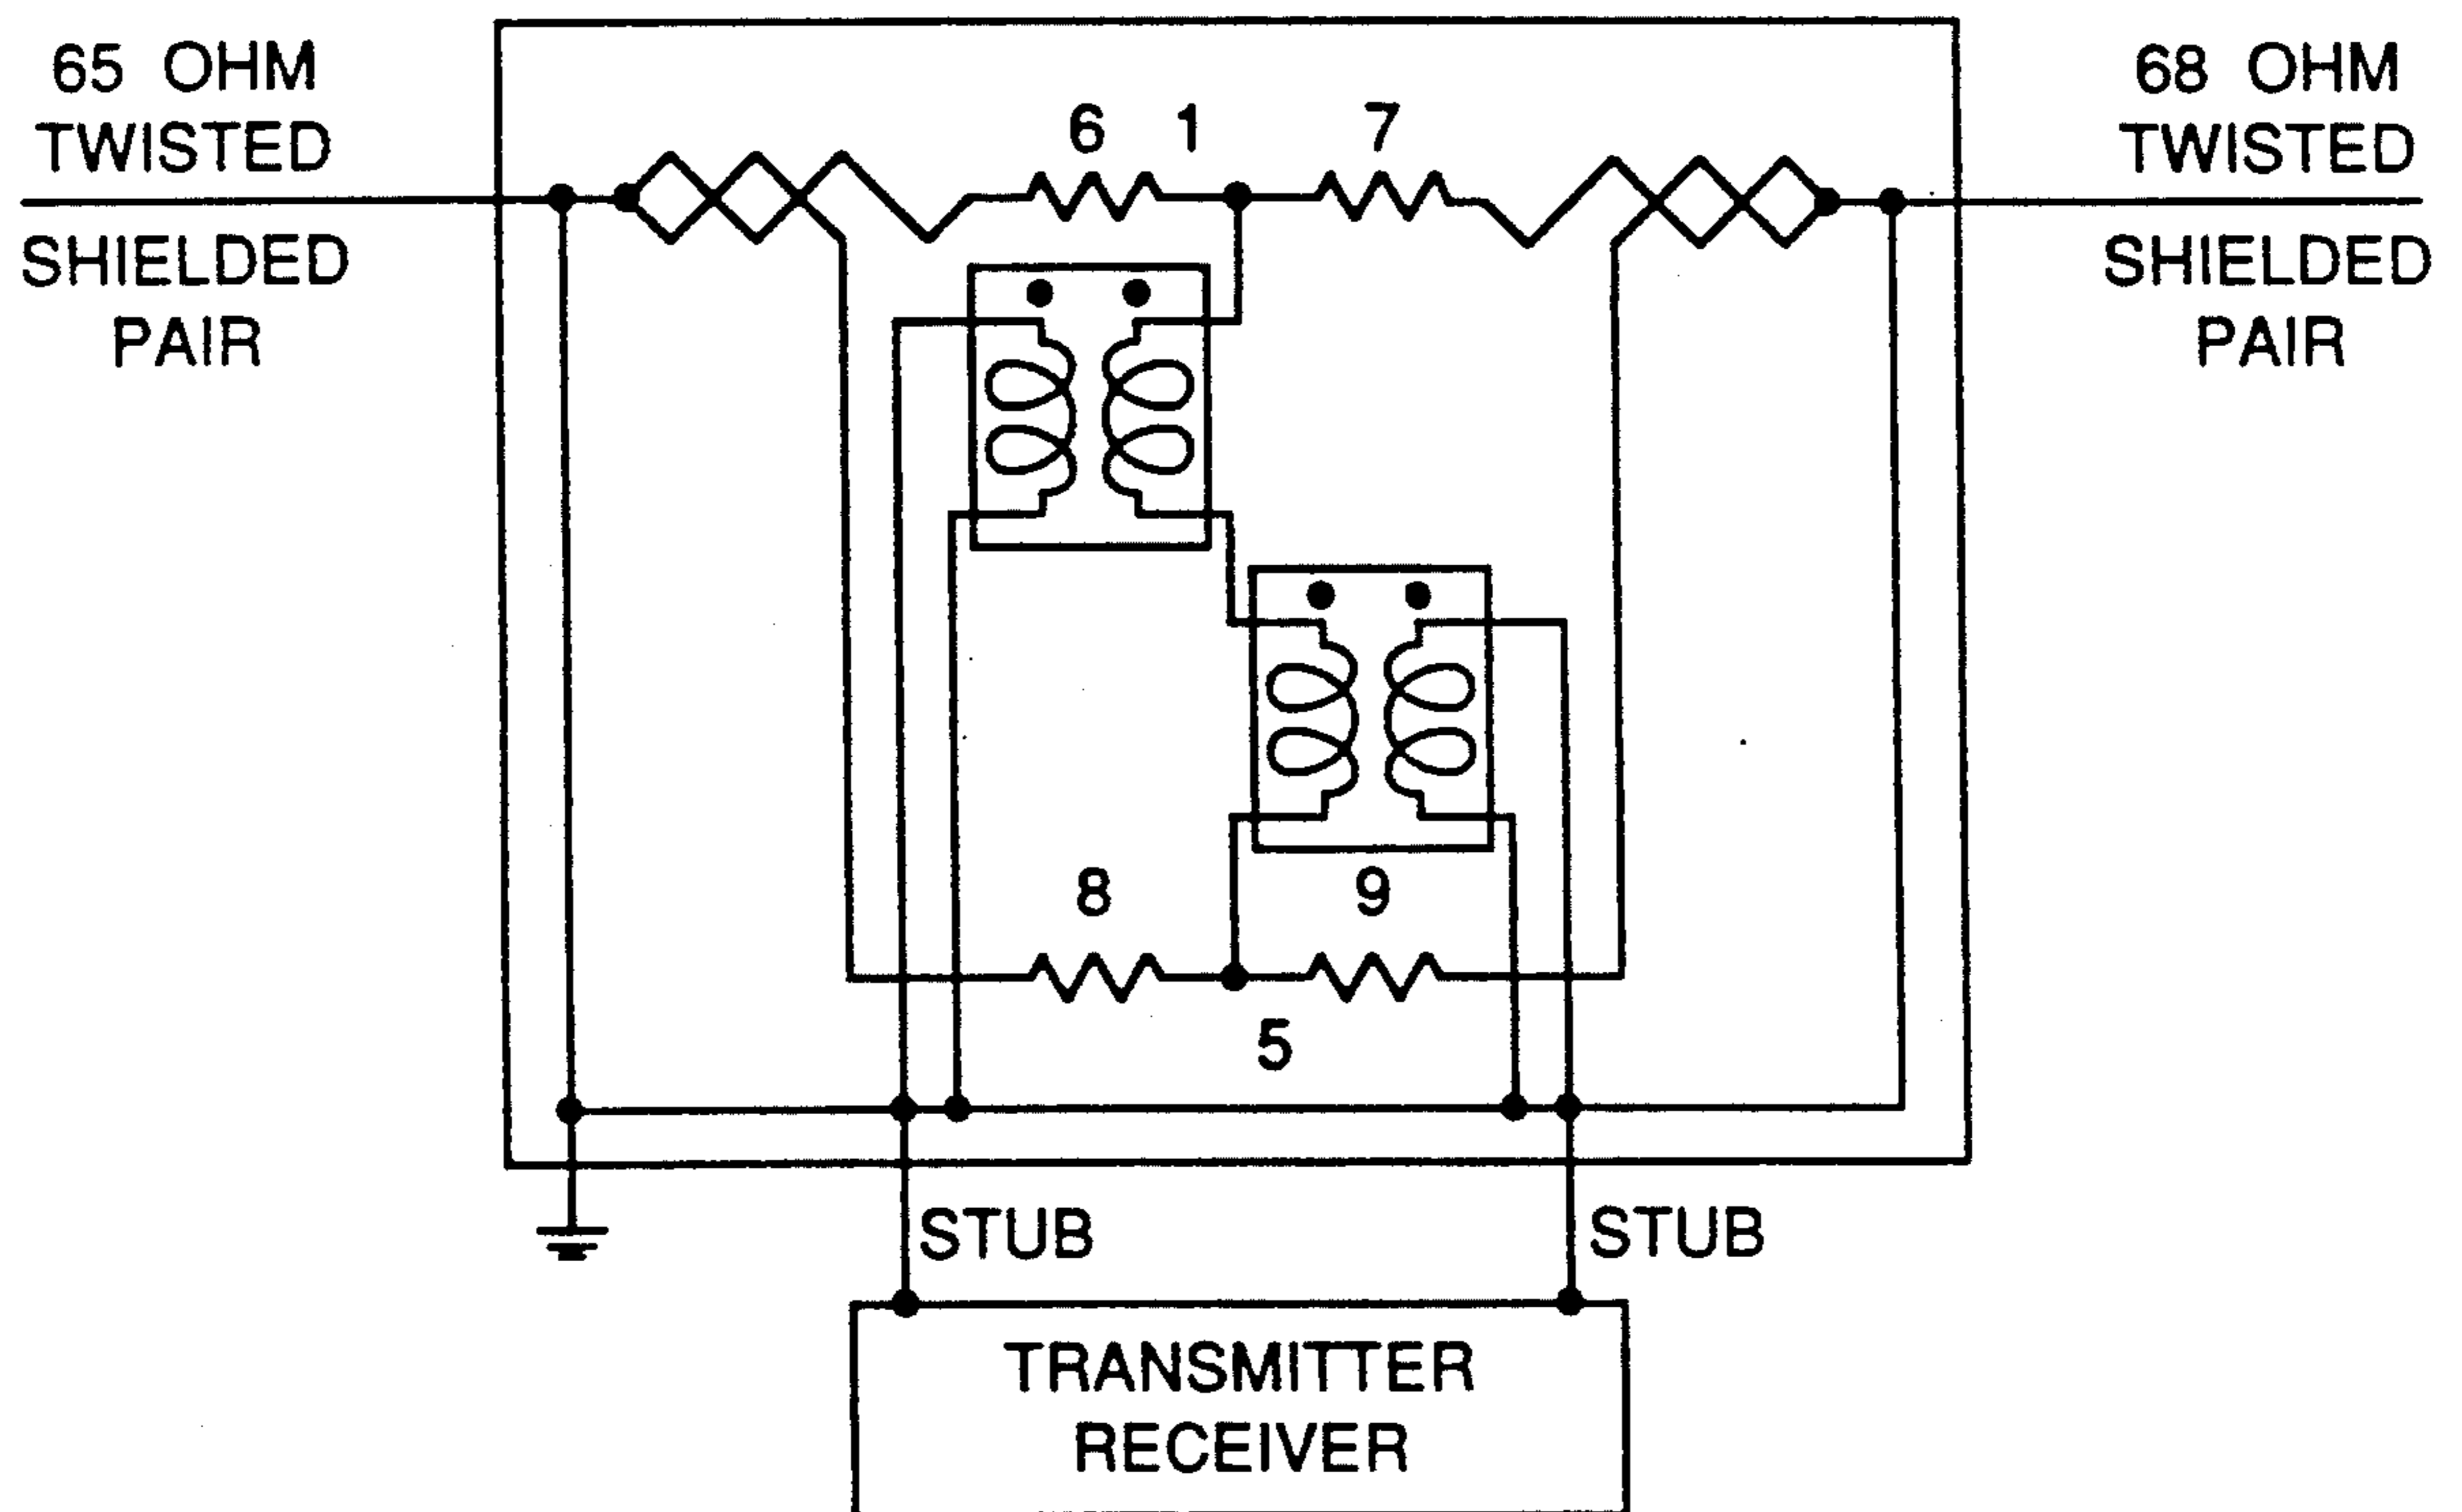 65 OHM
TWISTED
SHIELDED
PAIR
6 1 7
68 OHM
TWISTED
SHIELDED
PAIR
8 9
5
STUB STUB
TRANSMITTER
RECEIVER